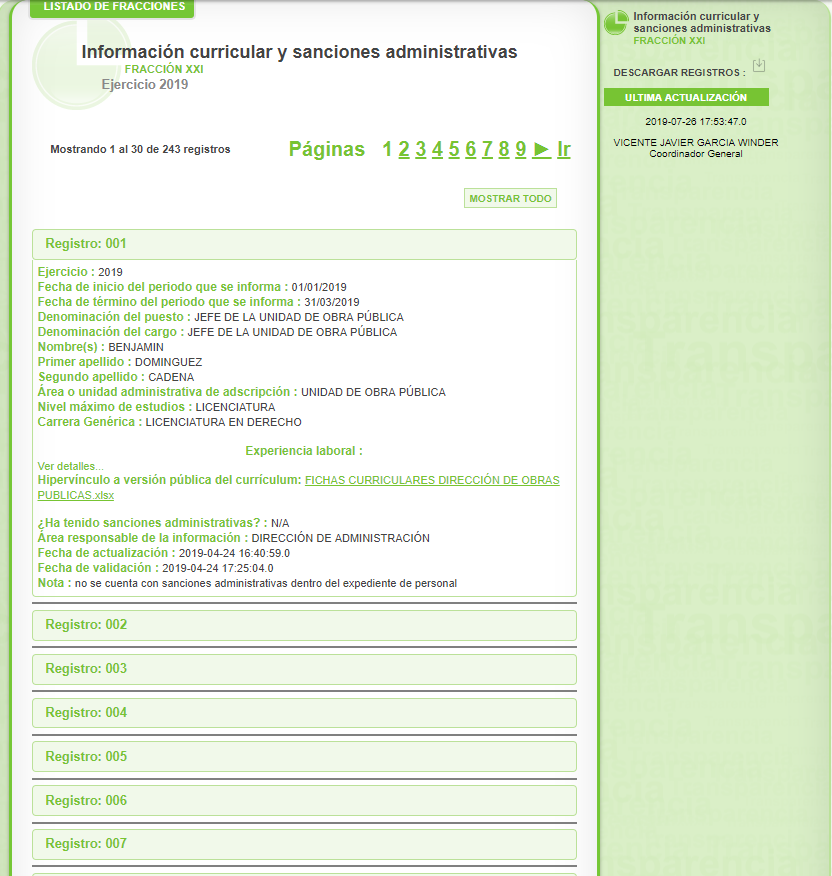 LISTADO DE FRACCIONES
Información curricular y sanciones administrativas
FRACCIÓN XXI
Ejercicio 2019
Mostrando 1 al 30 de 243 registros
Páginas 1 2 3 4 5 6 7 8 9 ► Ir
MOSTRAR TODO
Registro: 001
Ejercicio : 2019
Fecha de inicio del periodo que se informa : 01/01/2019
Fecha de término del periodo que se informa : 31/03/2019
Denominación del puesto : JEFE DE LA UNIDAD DE OBRA PÚBLICA
Denominación del cargo : JEFE DE LA UNIDAD DE OBRA PÚBLICA
Nombre(s) : BENJAMIN
Primer apellido : DOMINGUEZ
Segundo apellido : CADENA
Área o unidad administrativa de adscripción : UNIDAD DE OBRA PÚBLICA
Nivel máximo de estudios : LICENCIATURA
Carrera Genérica : LICENCIATURA EN DERECHO
Experiencia laboral :
Ver detalles...
Hipervínculo a versión pública del currículum: FICHAS CURRICULARES DIRECCIÓN DE OBRAS
PUBLICAS.xlsx
¿Ha tenido sanciones administrativas? : N/A
Área responsable de la información : DIRECCIÓN DE ADMINISTRACIÓN
Fecha de actualización : 2019-04-24 16:40:59.0
Fecha de validación : 2019-04-24 17:25:04.0
Nota : no se cuenta con sanciones administrativas dentro del expediente de personal
Registro: 002
Registro: 003
Registro: 004
Registro: 005
Registro: 006
Registro: 007
Información curricular y
sanciones administrativas
FRACCIÓN XXI
DESCARGAR REGISTROS :
ULTIMA ACTUALIZACIÓN
2019-07-26 17:53:47.0
VICENTE JAVIER GARCIA WINDER
Coordinador General